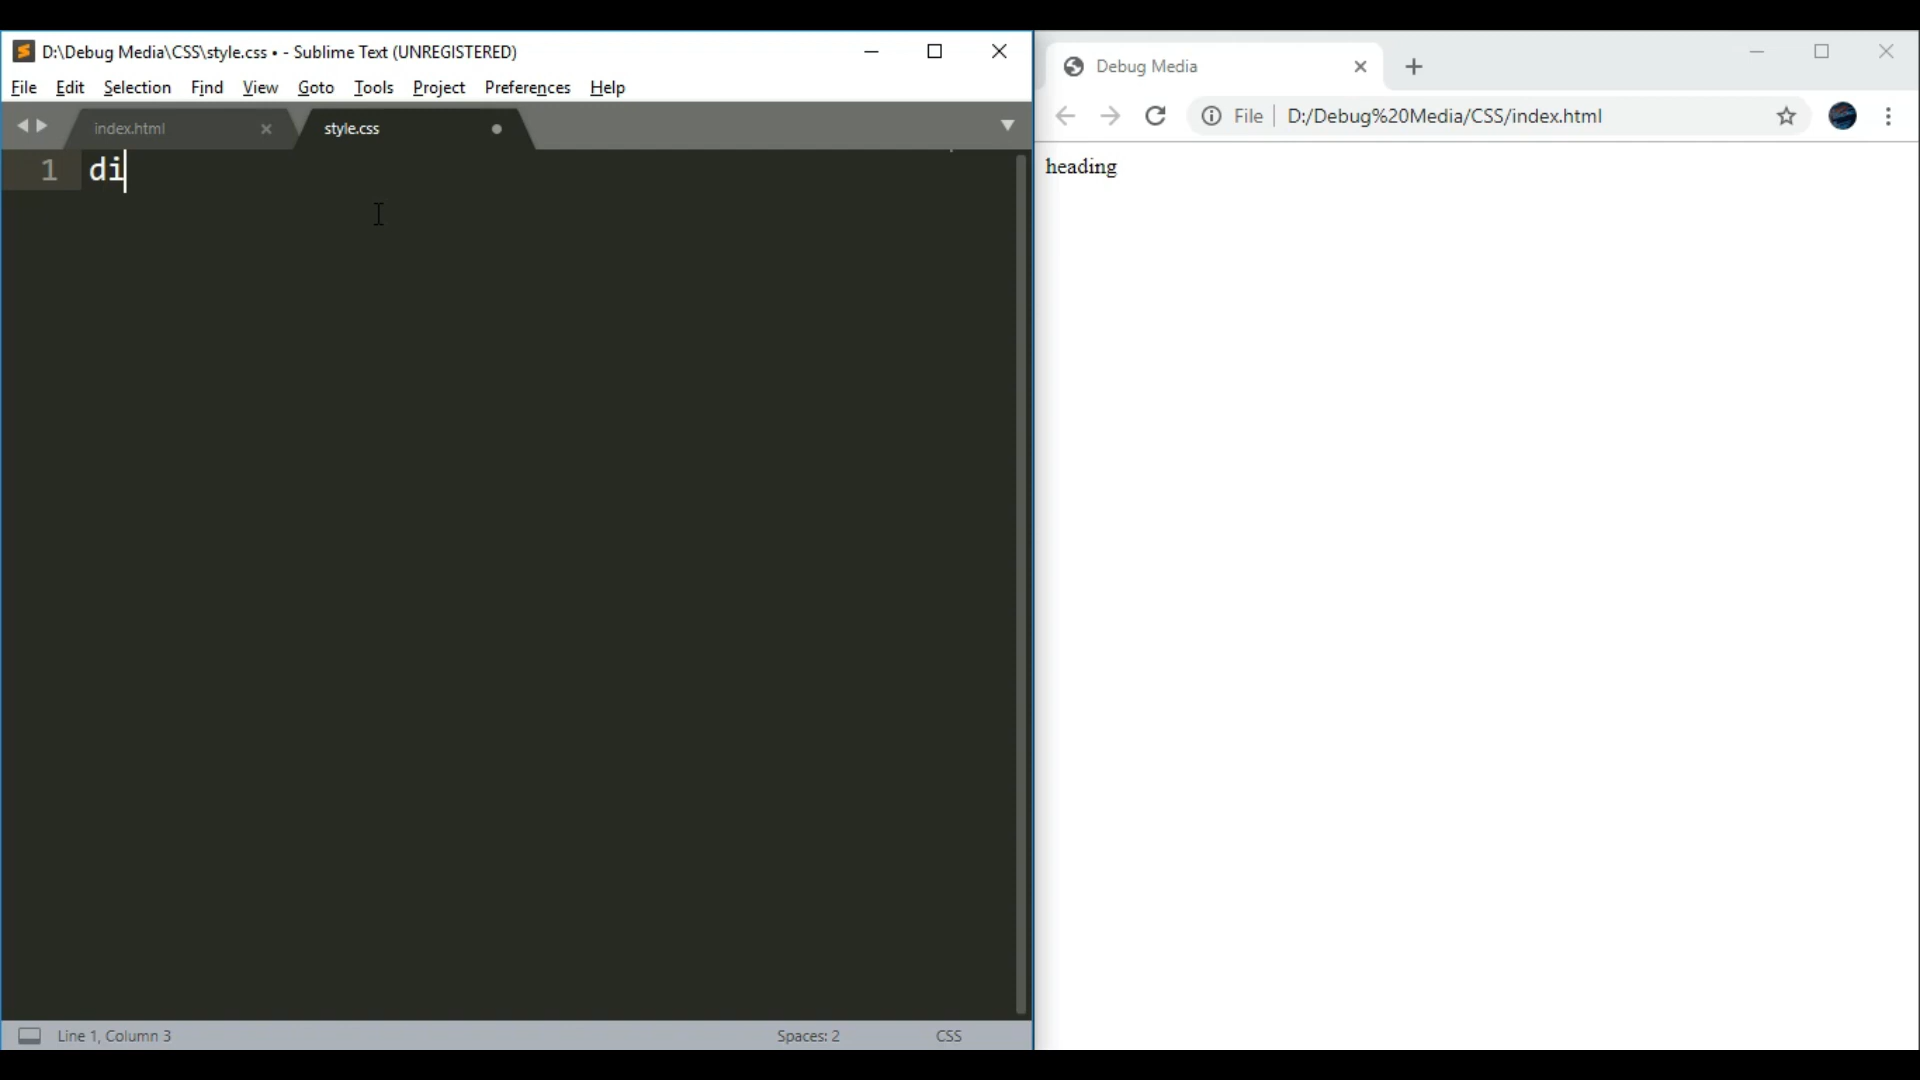 D:\Debug Media\CSS\style.css • - Sublime Text (UNREGISTERED)
File Edit Selection Find View Goto Tools Project Preferences Help
index.html style.css
1 di
Line 1, Column 3 Spaces: 2 CSS
Debug Media
File D:/Debug%20Media/CSS/index.html
heading